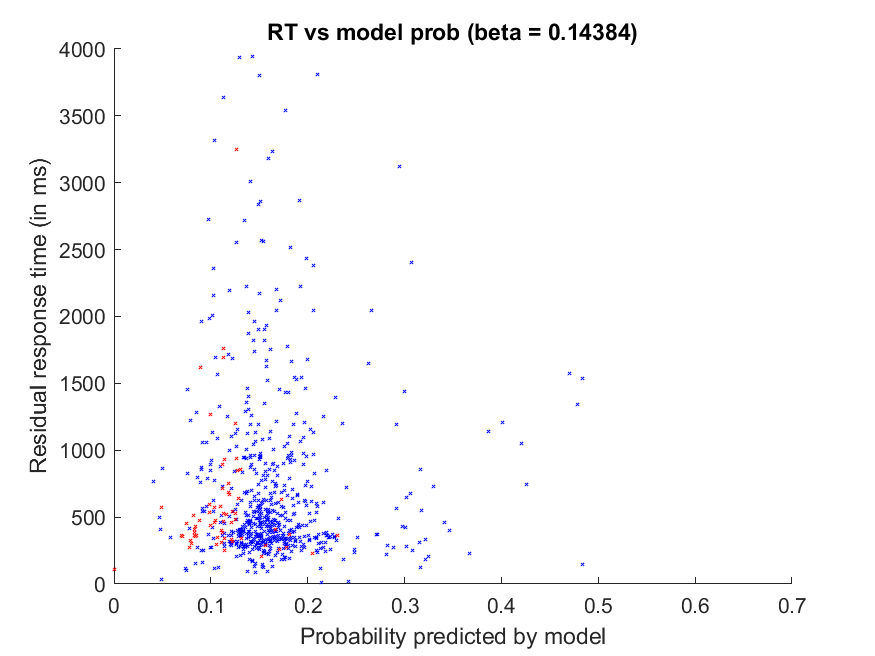 RT vs model prob (beta = 0.14384)
4000
3500
3000
2500
2000
1500
1000
500
0
Residual response time (in ms)
0 0.1 0.2 0.3 0.4 0.5 0.6 0.7
Probability predicted by model